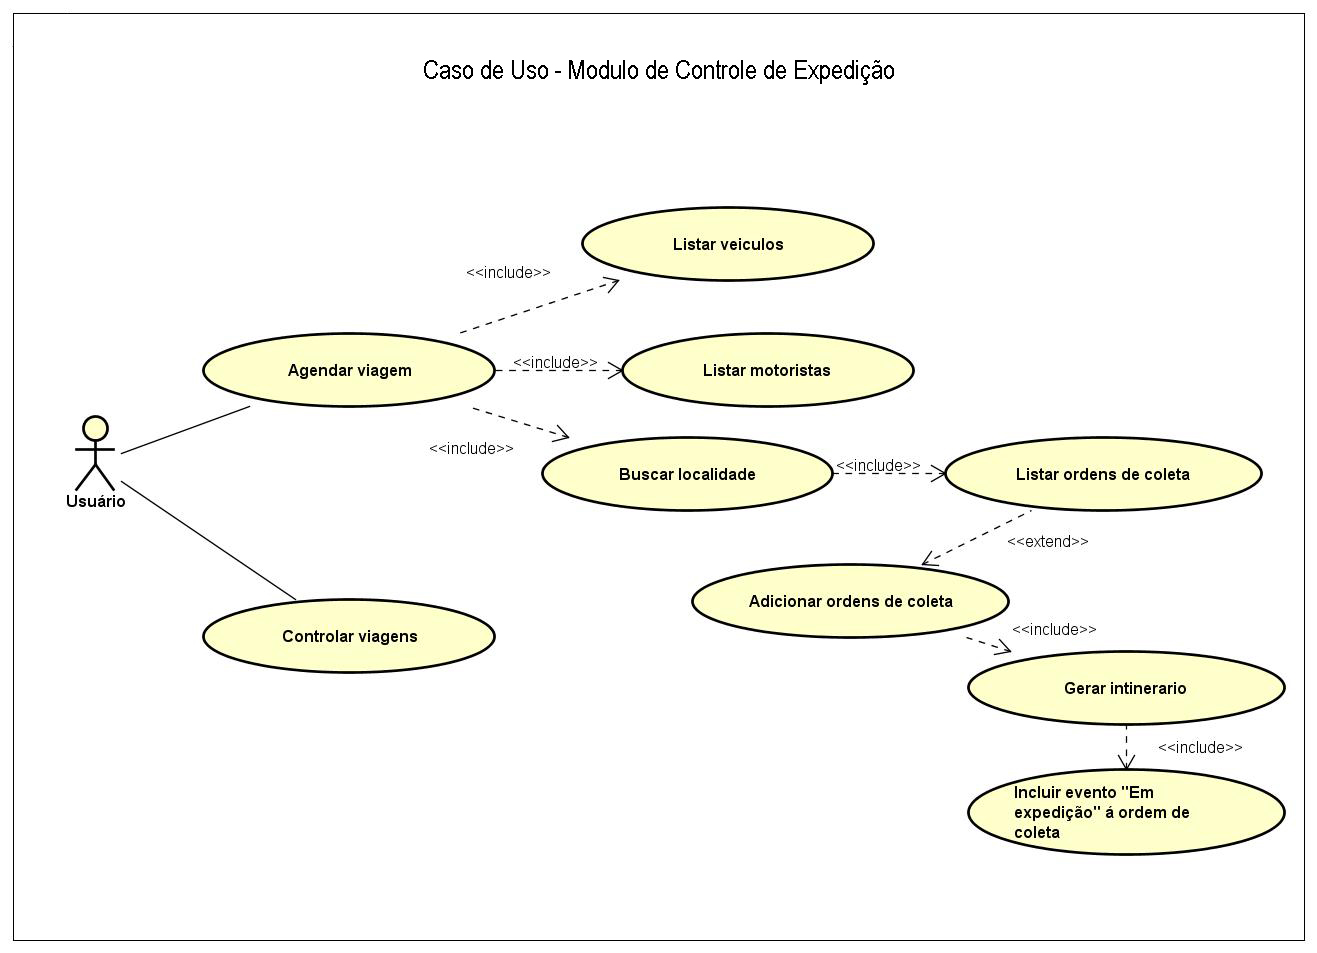 Caso de Uso - Modulo de Controle de Expedição
Listar veiculos
<<include>>
Agendar viagem
<<include>>
Listar motoristas
<<include>>
Buscar localidade
<<include>>
Listar ordens de coleta
Usuário
<<extend>>
Adicionar ordens de coleta
<<include>>
Controlar viagens
Gerar intinerario
<<include>>
Incluir evento "Em
expedição" á ordem de
coleta